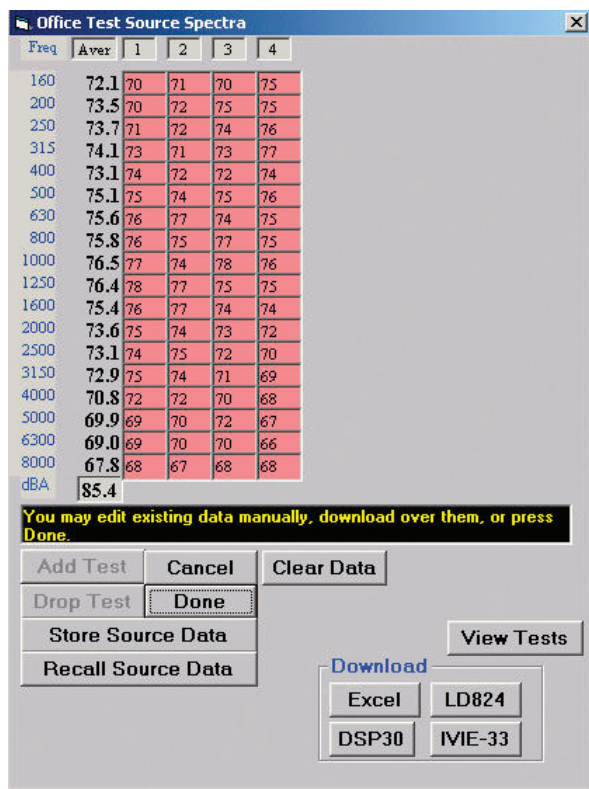 Office Test Source Spectra
Freq Aver 1 2 3 4
160 72.1 70 71 70 75
200 73.5 70 72 75 75
250 73.7 71 72 74 76
315 74.1 73 71 73 77
400 73.1 74 72 72 74
500 75.1 75 74 75 76
630 75.6 76 77 74 75
800 75.8 76 75 77 75
1000 76.5 77 74 78 76
1250 76.4 78 77 75 75
1600 75.4 76 77 74 74
2000 73.6 75 74 73 72
2500 73.1 74 75 72 70
3150 72.9 75 74 71 69
4000 70.8 72 72 70 68
5000 69.9 69 70 72 67
6300 69.0 69 70 70 66
8000 67.8 68 67 68 68
dBA 85.4
You may edit existing data manually, download over them, or press
Done.
Add Test Cancel Clear Data
Drop Test Done
Store Source Data View Tests
Recall Source Data
Download
Excel LD824
DSP30 IVIE-33